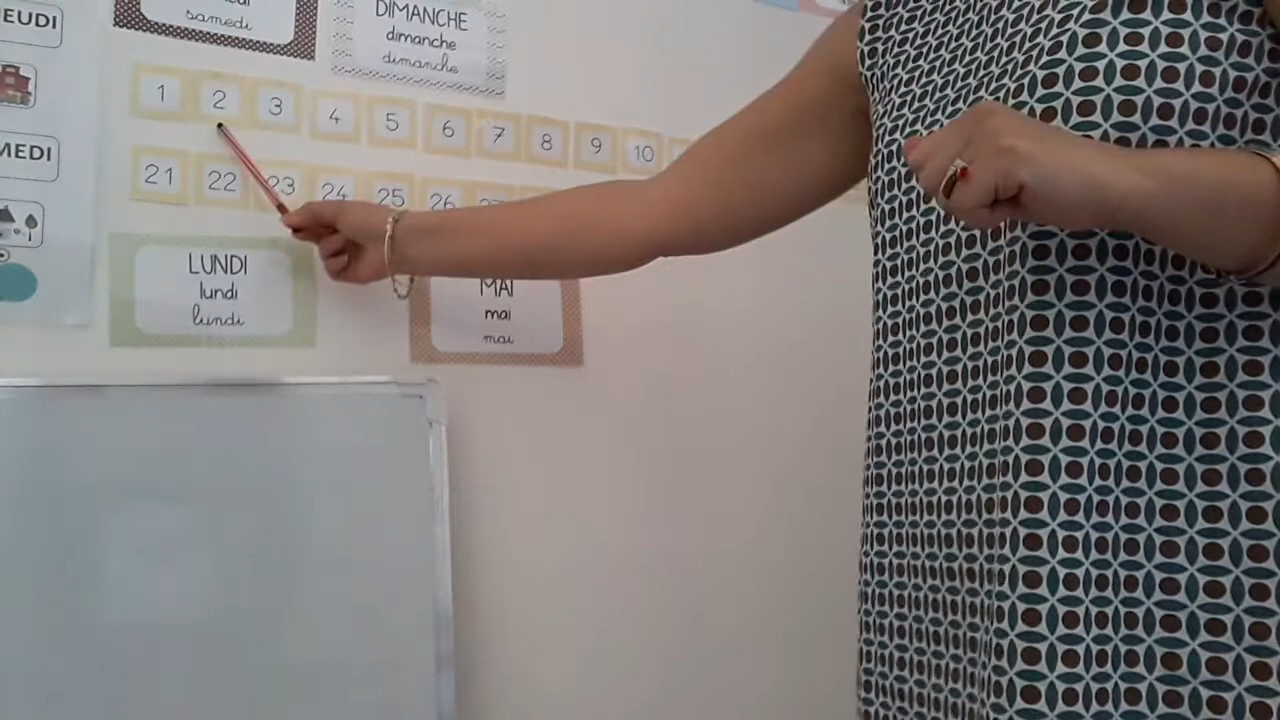 EUDI
MEDI
samedi
DIMANCHE
dimanche
dimanche
1 2 3 4 5 6 7 8 9 10
21 22 23 24 25 26
LUNDI
lundi
lundi
MAI
mai
mai